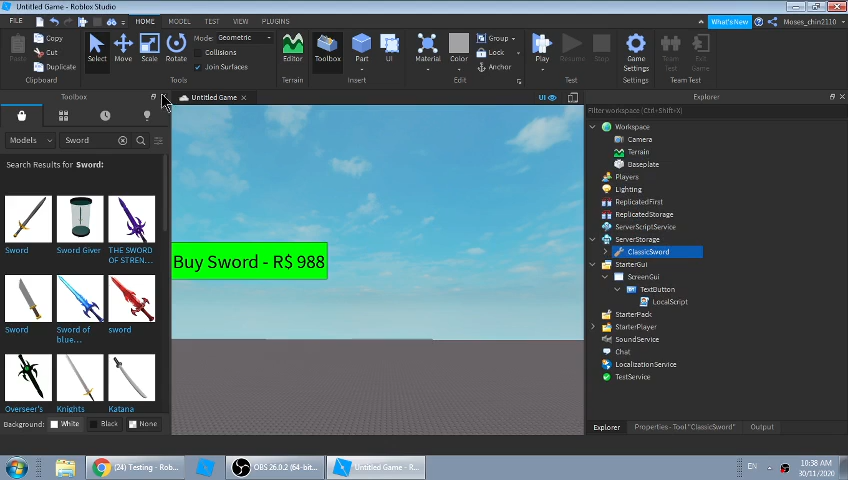 Untitled Game - Roblox Studio
FILE
HOME
MODEL
TEST
VIEW
PLUGINS
What's New
Moses_chin2110
Paste
Copy
Cut
Duplicate
Clipboard
Select
Move
Scale
Rotate
Mode: Geometric
Collisions
Join Surfaces
Tools
Editor
Terrain
Toolbox
Part
UI
Insert
Material
Color
Group
Lock
Anchor
Edit
Play
Resume
Stop
Test
Game Settings
Settings
Team Test
Exit Game
Team Test
Toolbox
Untitled Game
UI
Explorer
Models
Sword
Search Results for Sword:
Sword
Sword Giver
THE SWORD OF STREN...
Sword
Sword of blue...
sword
Overseer's
Knights
Katana
Background:
White
Black
None
Buy Sword - R$ 988
Filter workspace (Ctrl+Shift+X)
Workspace
Camera
Terrain
Baseplate
Players
Lighting
ReplicatedFirst
ReplicatedStorage
ServerScriptService
ServerStorage
ClassicSword
StarterGui
ScreenGui
TextButton
LocalScript
StarterPack
StarterPlayer
SoundService
Chat
LocalizationService
TestService
Explorer
Properties - Tool "ClassicSword"
Output
(24) Testing - Rob...
OBS 26.0.2 (64-bit...
Untitled Game - R...
EN
10:38 AM
30/11/2020